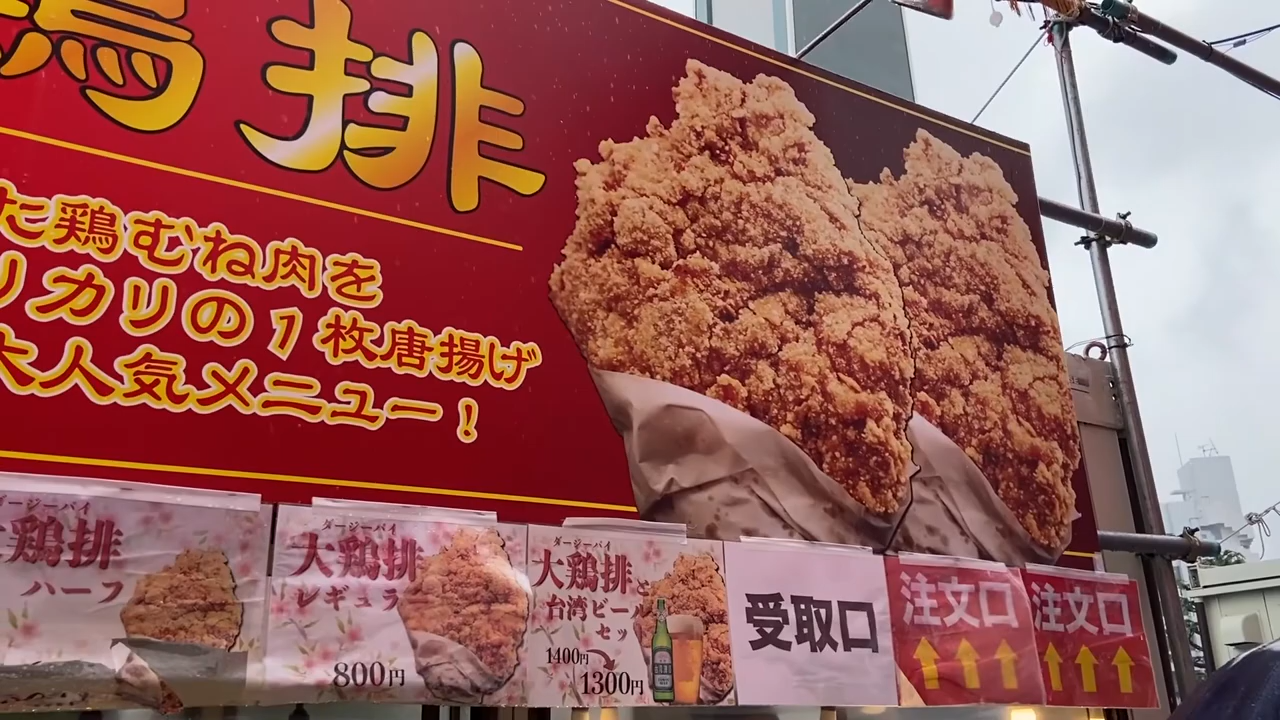 鶏排
た鶏むね肉を
リカリの1枚唐揚げ
大人気メニュー!
ダージーパイ
大鶏排
ハーフ
ダージーパイ
大鶏排
レギュラ
800円
ダージーパイ
大鶏排と
台湾ビール
セッ
1400円
1300円
受取口
注文口
注文口